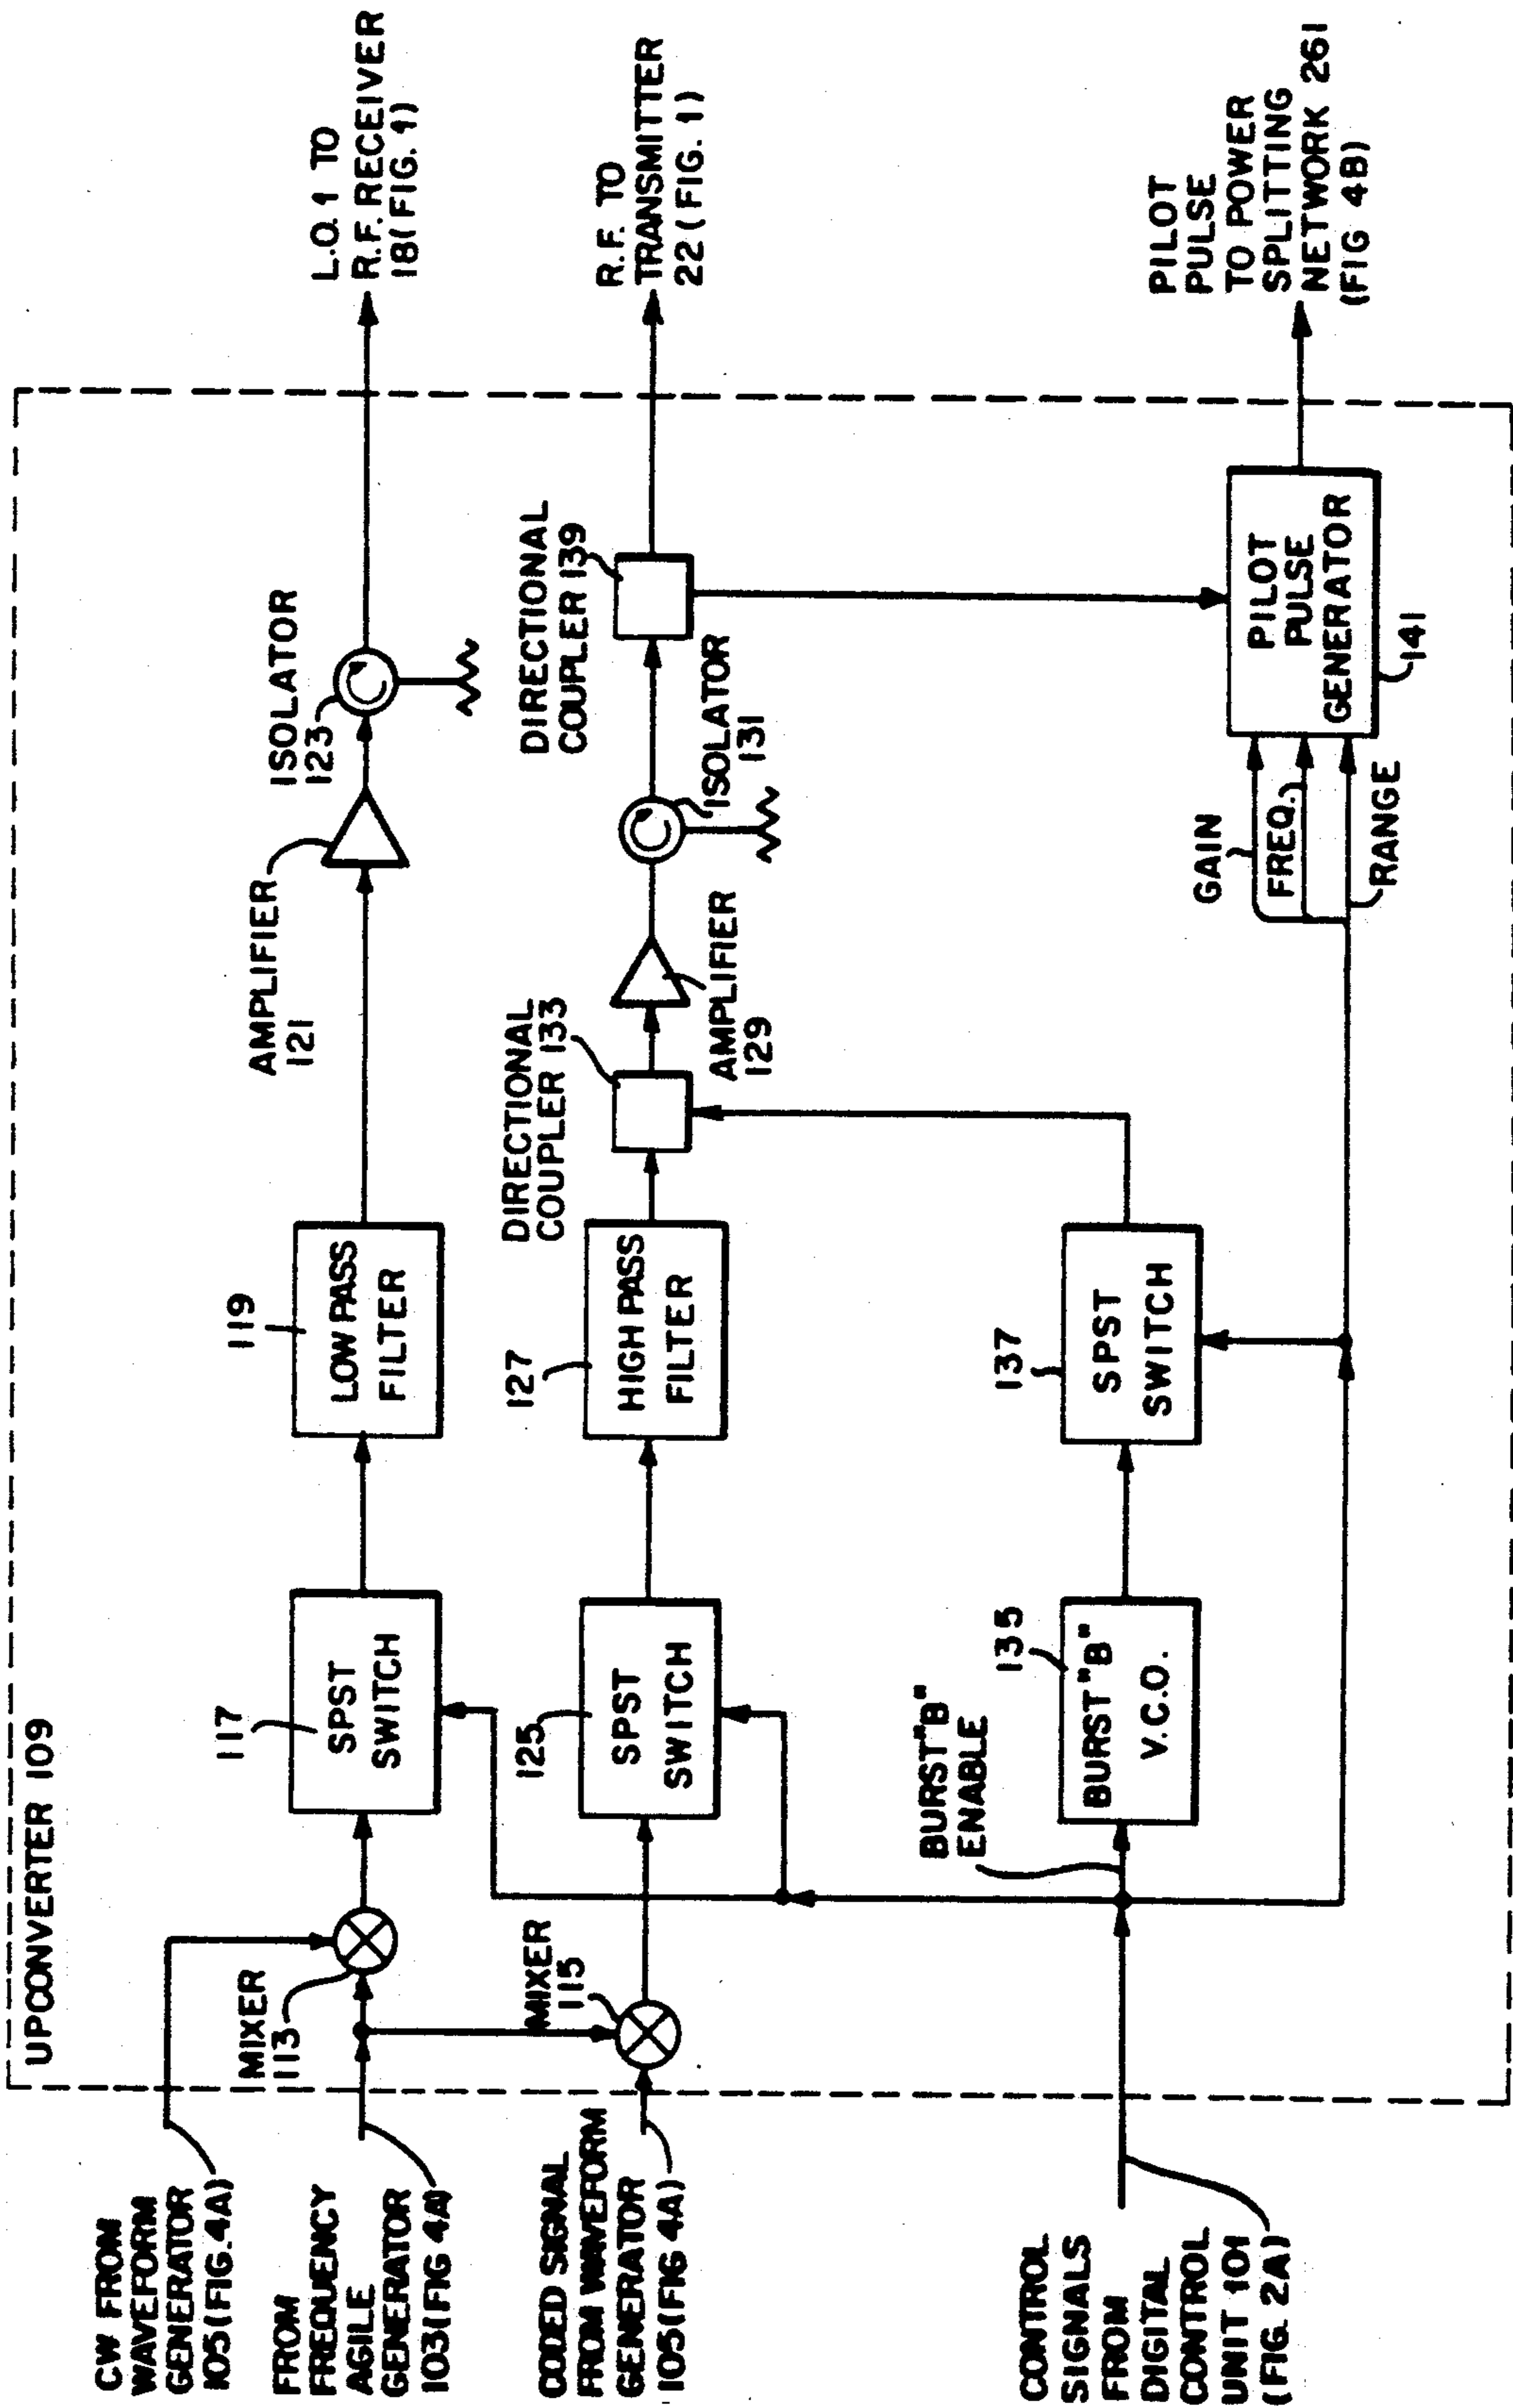 UPCONVERTER 109
CW FROM
WAVEFORM
GENERATOR
105(FIG.4A)
FROM
FREQUENCY
AGILE
GENERATOR
103(FIG 4A)
CODED SIGNAL
FROM WAVEFORM
GENERATOR
105(FIG 4A)
CONTROL
SIGNALS
FROM
DIGITAL
CONTROL
UNIT 101
(FIG. 2A)
MIXER
113
MIXER
115
117
SPST
SWITCH
125
SPST
SWITCH
BURST"B"
ENABLE
135
BURST"B"
V.C.O.
119
LOW PASS
FILTER
127
HIGH PASS
FILTER
137
SPST
SWITCH
AMPLIFIER
121
DIRECTIONAL
COUPLER 133
AMPLIFIER
129
ISOLATOR
123
ISOLATOR
131
DIRECTIONAL
COUPLER 139
GAIN
FREQ.
RANGE
PILOT
PULSE
GENERATOR
141
L.O. 1 TO
R.F. RECEIVER
18(FIG. 1)
R.F. TO
TRANSMITTER
22(FIG. 1)
PILOT
PULSE
TO POWER
SPLITTING
NETWORK 261
(FIG 4B)